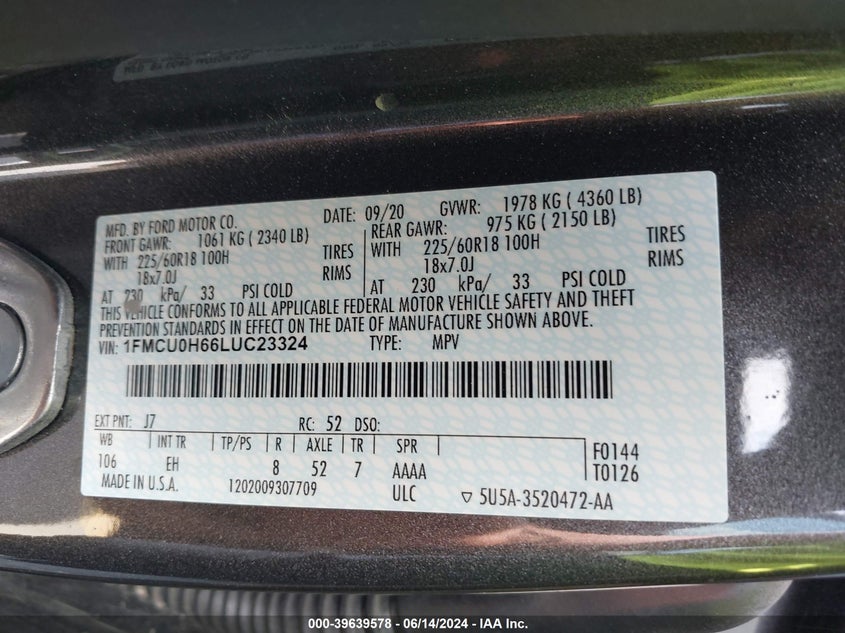 MFD. BY FORD MOTOR CO.
DATE: 09/20 GVWR: 1978 KG ( 4360 LB)
FRONT GAWR: 1061 KG ( 2340 LB) REAR GAWR: 975 KG ( 2150 LB)
WITH 225/60R18 100H TIRES WITH 225/60R18 100H TIRES
18x7.0J RIMS 18x7.0J RIMS
AT 230 kPa/ 33 PSI COLD AT 230 kPa/ 33 PSI COLD
THIS VEHICLE CONFORMS TO ALL APPLICABLE FEDERAL MOTOR VEHICLE SAFETY AND THEFT
PREVENTION STANDARDS IN EFFECT ON THE DATE OF MANUFACTURE SHOWN ABOVE.
VIN: 1FMCU0H66LUC23324 TYPE: MPV
EXT PNT: J7 RC: 52 DSO:
WB INT TR TP/PS R AXLE TR SPR F0144
106 EH 8 52 7 AAAA T0126
MADE IN U.S.A. 1202009307709 ULC ▽ 5U5A-3520472-AA
000-39639578 - 06/14/2024 - IAA Inc.